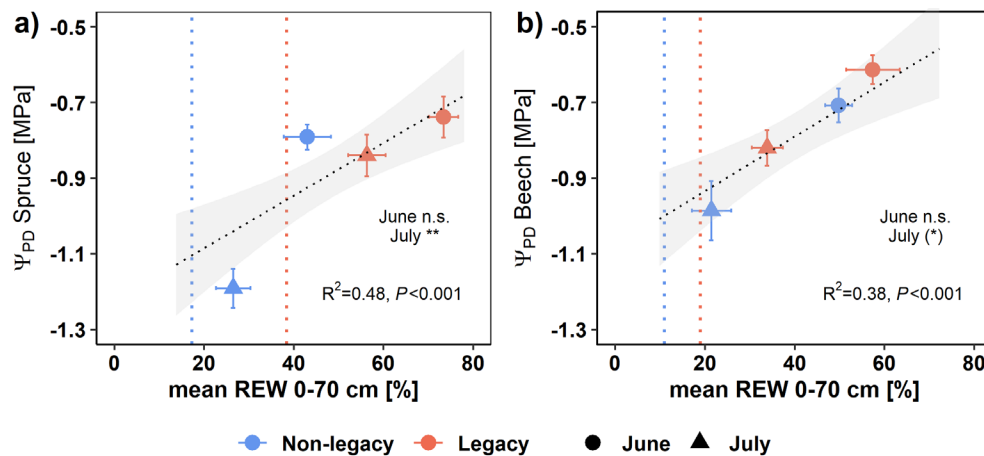 a)
ΨPD Spruce [MPa]
-0.5
-0.7
-0.9
-1.1
-1.3
June n.s.
July **
R²=0.48, P<0.001
0 20 40 60 80
mean REW 0-70 cm [%]
b)
ΨPD Beech [MPa]
-0.5
-0.7
-0.9
-1.1
-1.3
June n.s.
July (*)
R²=0.38, P<0.001
0 20 40 60 80
mean REW 0-70 cm [%]
Non-legacy Legacy June July